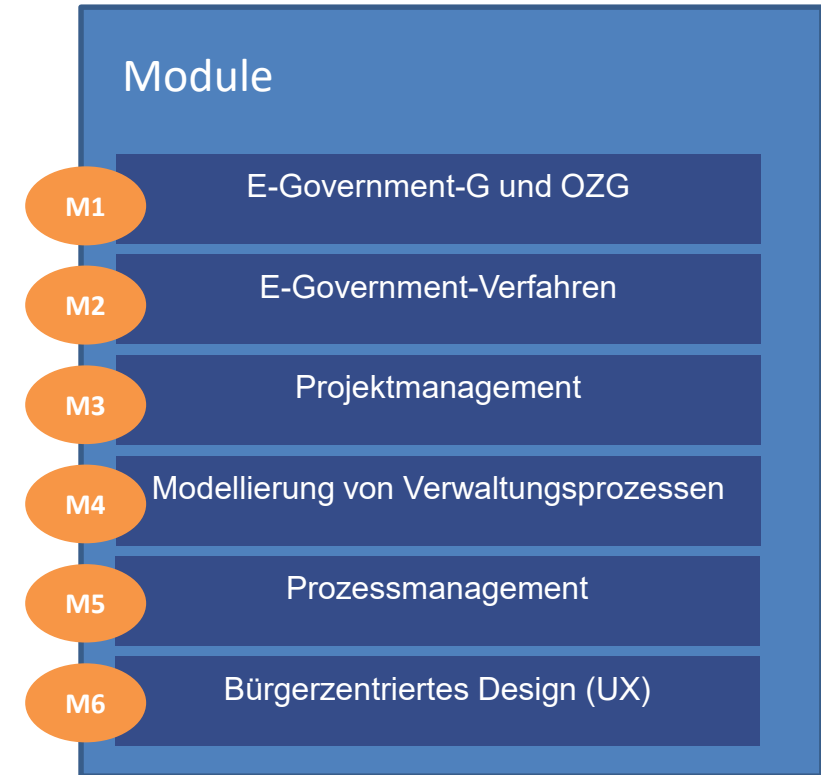 Module
M1
E-Government-G und OZG
M2
E-Government-Verfahren
M3
Projektmanagement
M4
Modellierung von Verwaltungsprozessen
M5
Prozessmanagement
M6
Bürgerzentriertes Design (UX)